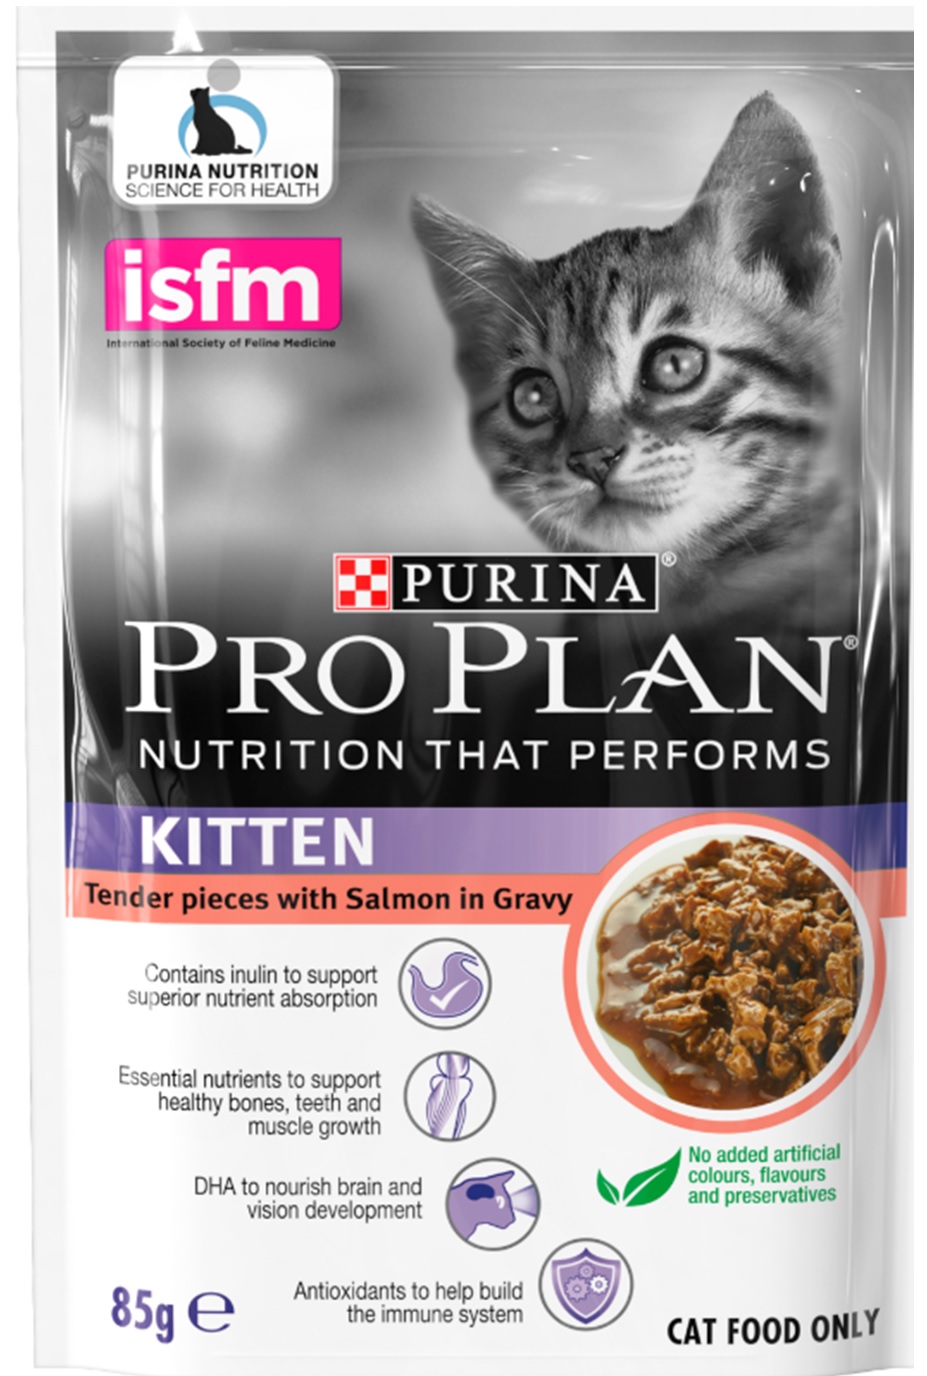 PURINA NUTRITION
SCIENCE FOR HEALTH
isfm
International Society of Feline Medicine
PURINA®
PRO PLAN®
NUTRITION THAT PERFORMS
KITTEN
Tender pieces with Salmon in Gravy
Contains inulin to support
superior nutrient absorption
Essential nutrients to support
healthy bones, teeth and
muscle growth
No added artificial
colours, flavours
and preservatives
DHA to nourish brain and
vision development
Antioxidants to help build
the immune system
85g ℮
CAT FOOD ONLY